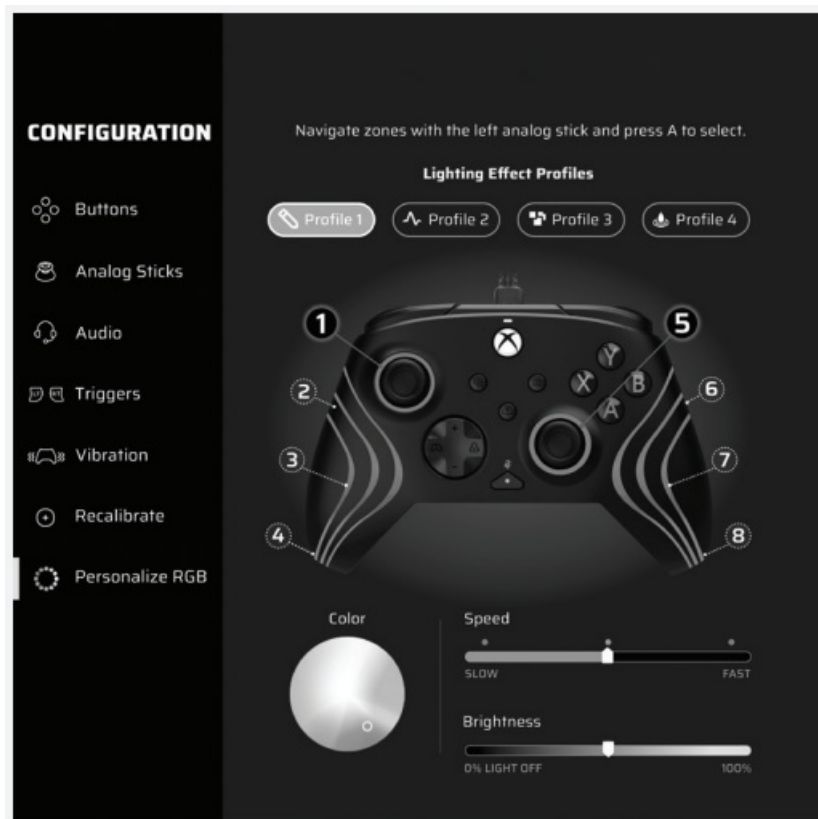 CONFIGURATION
Buttons
Analog Sticks
Audio
Triggers
Vibration
Recalibrate
Personalize RGB
Navigate zones with the left analog stick and press A to select.
Lighting Effect Profiles
Profile 1 Profile 2 Profile 3 Profile 4
1 5
Y
X B
A
2 6
3 7
4 8
Color
Speed
SLOW FAST
Brightness
0% LIGHT OFF 100%